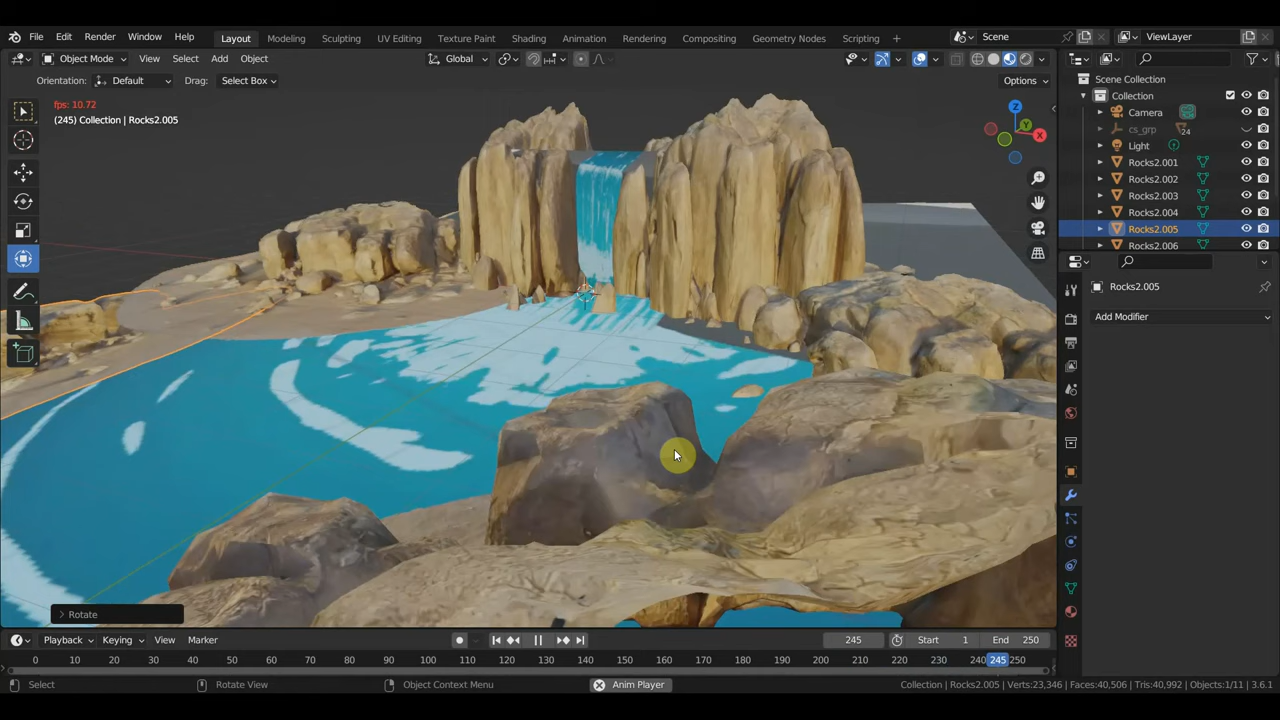 File Edit Render Window Help Layout Modeling Sculpting UV Editing Texture Paint Shading Animation Rendering Compositing Geometry Nodes Scripting + Scene ViewLayer
Object Mode View Select Add Object Global Options
Orientation: Default Drag: Select Box
fps: 10.72
(245) Collection | Rocks2.005
Z
Y
X
Scene Collection
Collection
Camera
cs_grp 24
Light
Rocks2.001
Rocks2.002
Rocks2.003
Rocks2.004
Rocks2.005
Rocks2.006
Rocks2.005
Add Modifier
Rotate
Playback Keying View Marker 245 Start 1 End 250
0 10 20 30 40 50 60 70 80 90 100 110 120 130 140 150 160 170 180 190 200 210 220 230 240 245 250
Select Rotate View Object Context Menu Anim Player Collection | Rocks2.005 | Verts:23,346 | Faces:40,506 | Tris:40,992 | Objects:1/11 | 3.6.1